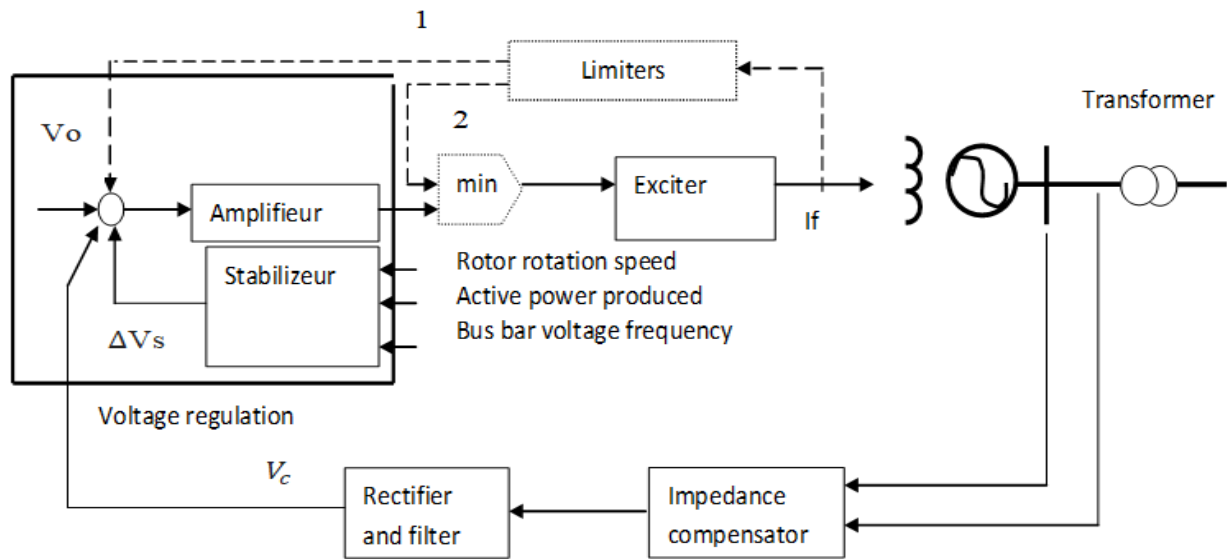 1
Limiters
Transformer
Vo
2
min
Exciter
Amplifieur
If
Stabilizeur
Rotor rotation speed
Active power produced
Bus bar voltage frequency
ΔVs
Voltage regulation
Vc
Rectifier
and filter
Impedance
compensator